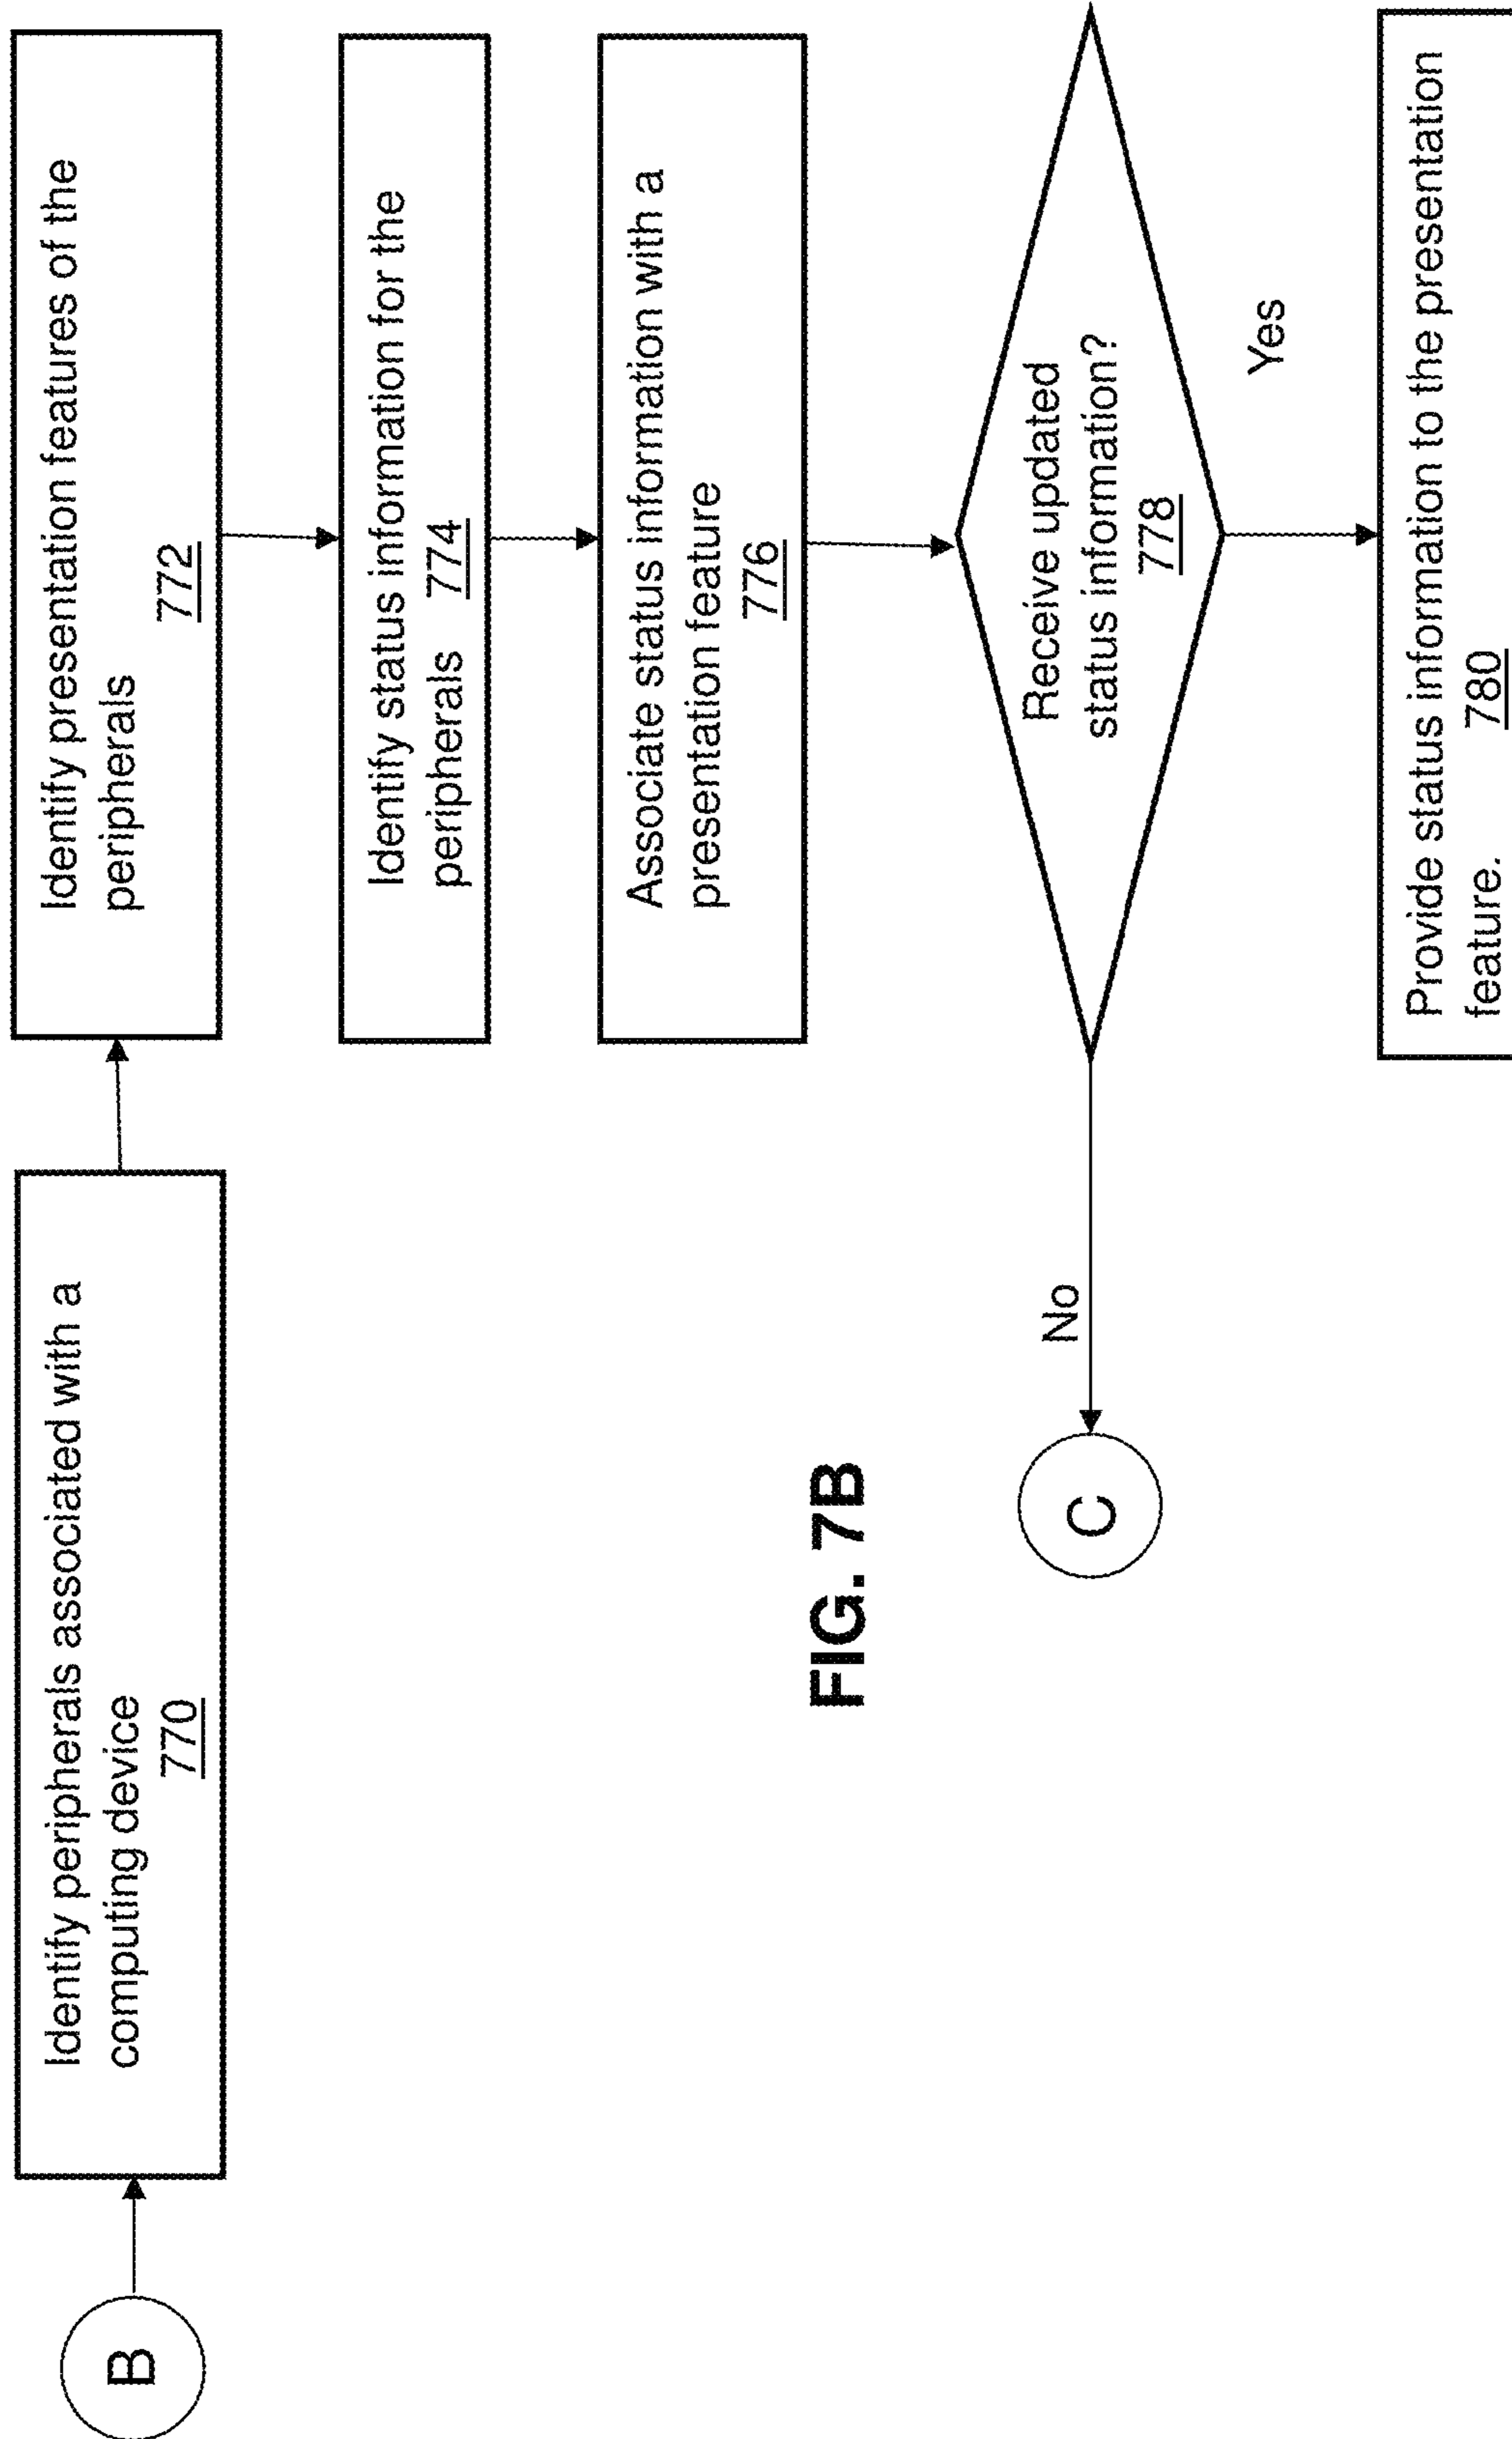 B
Identify peripherals associated with a
computing device
770
Identify presentation features of the
peripherals
772
Identify status information for the
peripherals 774
Associate status information with a
presentation feature
776
Receive updated
status information?
778
No
Yes
C
Provide status information to the presentation
feature. 780
FIG. 7B